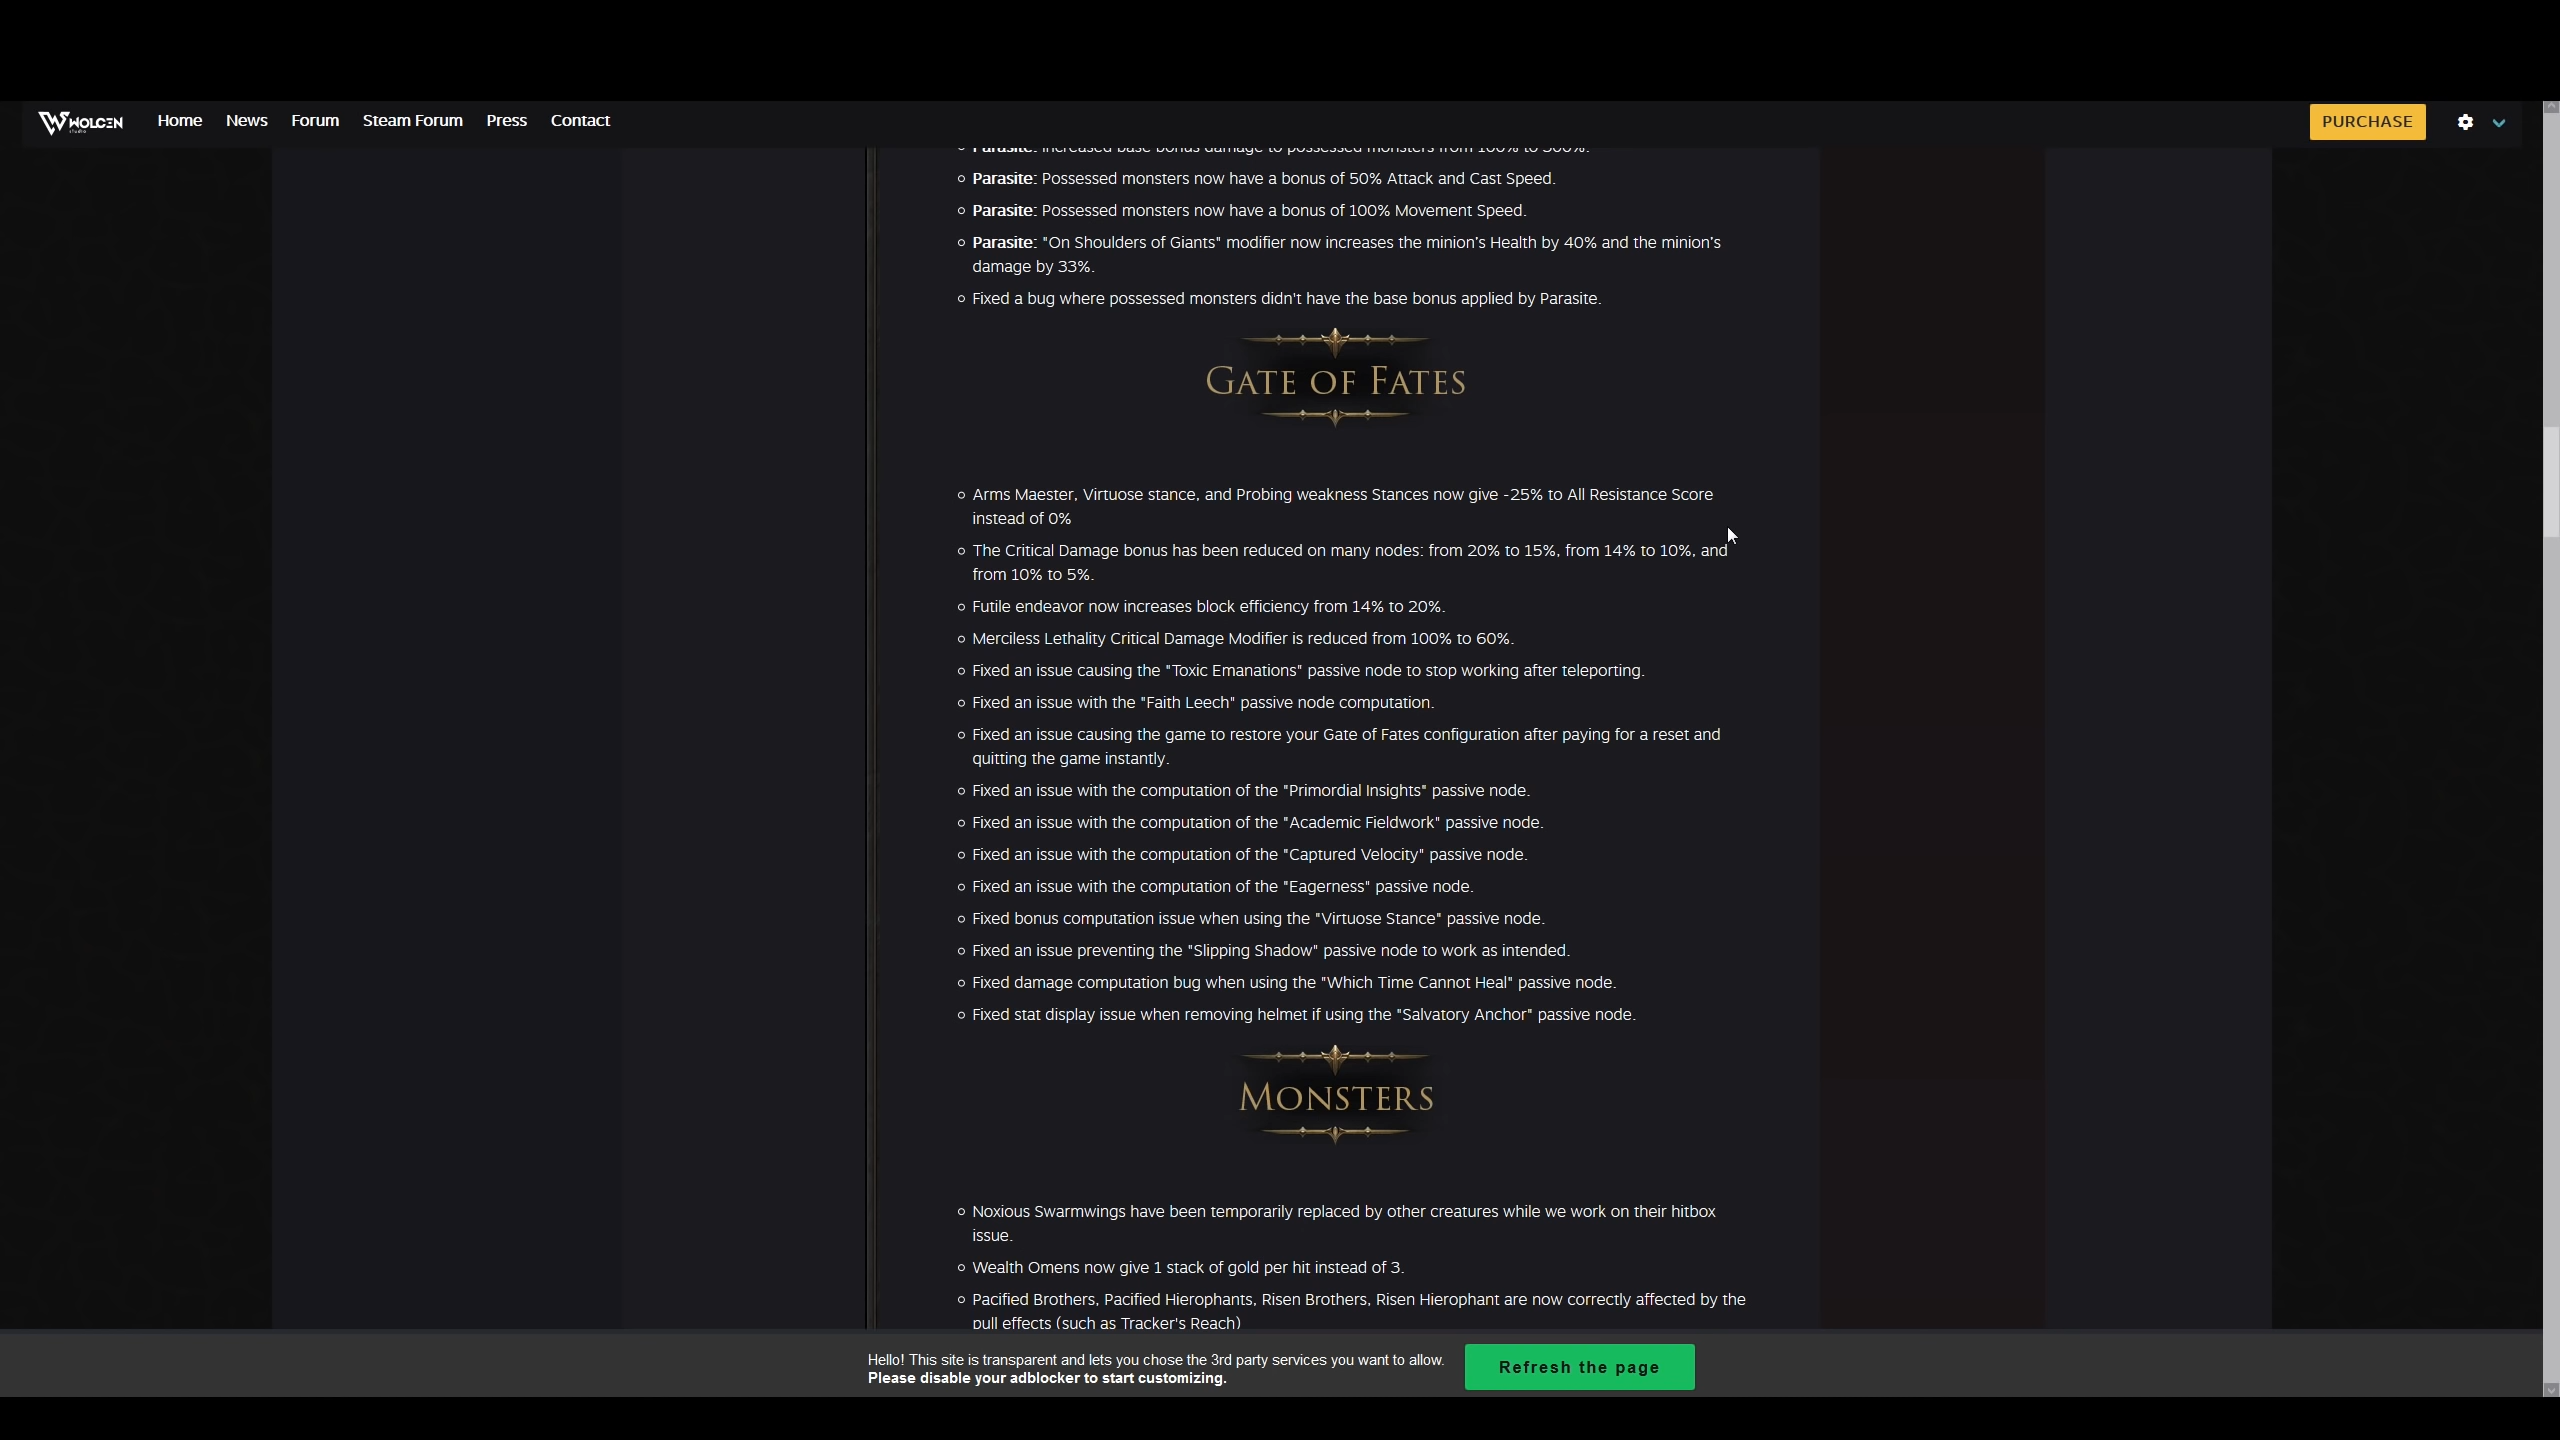 WOLCEN
studio
Home News Forum Steam Forum Press Contact
PURCHASE
Parasite: Increased base bonus damage to possessed monsters from 100% to 300%.
Parasite: Possessed monsters now have a bonus of 50% Attack and Cast Speed.
Parasite: Possessed monsters now have a bonus of 100% Movement Speed.
Parasite: "On Shoulders of Giants" modifier now increases the minion's Health by 40% and the minion's
damage by 33%.
Fixed a bug where possessed monsters didn't have the base bonus applied by Parasite.
Gate of Fates
Arms Maester, Virtuose stance, and Probing weakness Stances now give -25% to All Resistance Score
instead of 0%
The Critical Damage bonus has been reduced on many nodes: from 20% to 15%, from 14% to 10%, and
from 10% to 5%.
Futile endeavor now increases block efficiency from 14% to 20%.
Merciless Lethality Critical Damage Modifier is reduced from 100% to 60%.
Fixed an issue causing the "Toxic Emanations" passive node to stop working after teleporting.
Fixed an issue with the "Faith Leech" passive node computation.
Fixed an issue causing the game to restore your Gate of Fates configuration after paying for a reset and
quitting the game instantly.
Fixed an issue with the computation of the "Primordial Insights" passive node.
Fixed an issue with the computation of the "Academic Fieldwork" passive node.
Fixed an issue with the computation of the "Captured Velocity" passive node.
Fixed an issue with the computation of the "Eagerness" passive node.
Fixed bonus computation issue when using the "Virtuose Stance" passive node.
Fixed an issue preventing the "Slipping Shadow" passive node to work as intended.
Fixed damage computation bug when using the "Which Time Cannot Heal" passive node.
Fixed stat display issue when removing helmet if using the "Salvatory Anchor" passive node.
Monsters
Noxious Swarmwings have been temporarily replaced by other creatures while we work on their hitbox
issue.
Wealth Omens now give 1 stack of gold per hit instead of 3.
Pacified Brothers, Pacified Hierophants, Risen Brothers, Risen Hierophant are now correctly affected by the
pull effects (such as Tracker's Reach)
Hello! This site is transparent and lets you chose the 3rd party services you want to allow.
Please disable your adblocker to start customizing.
Refresh the page